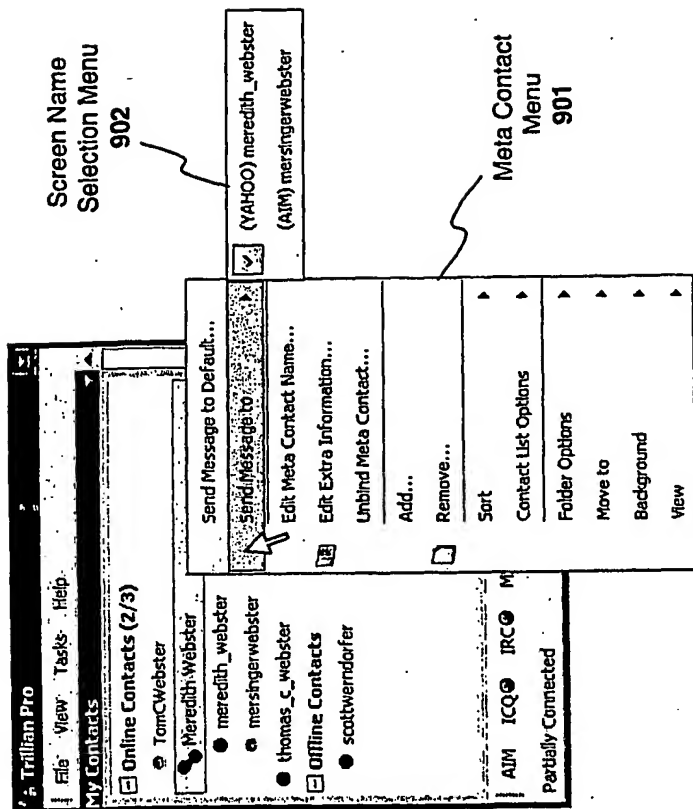 Trillian Pro
File View Tasks Help
My Contacts
Online Contacts (2/3)
TomCWebster
Meredith Webster
meredith_webster
mersingerwebster
thomas_c_webster
Offline Contacts
scottwerndorfer
AIM ICQ IRC M
Partially Connected
Send Message to Default...
Send Message to
Edit Meta Contact Name...
Edit Extra Information...
Unbind Meta Contact...
Add...
Remove...
Sort
Contact List Options
Folder Options
Move to
Background
View
(YAHOO) meredith_webster
(AIM) mersingerwebster
Screen Name
Selection Menu
902
Meta Contact
Menu
901